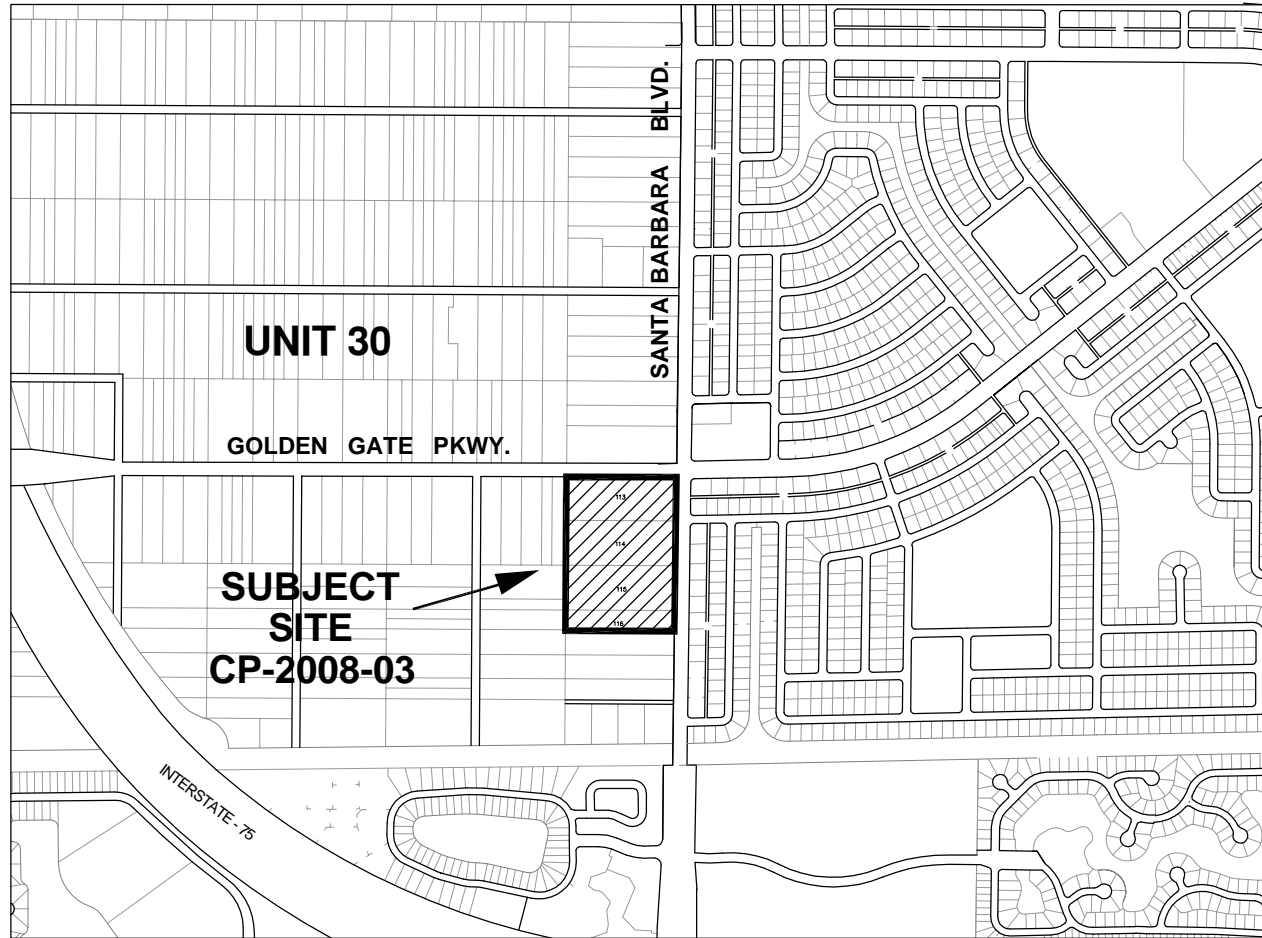 SANTA BARBARA BLVD.
UNIT 30
GOLDEN GATE PKWY.
113
114
115
116
SUBJECT
SITE
CP-2008-03
INTERSTATE - 75